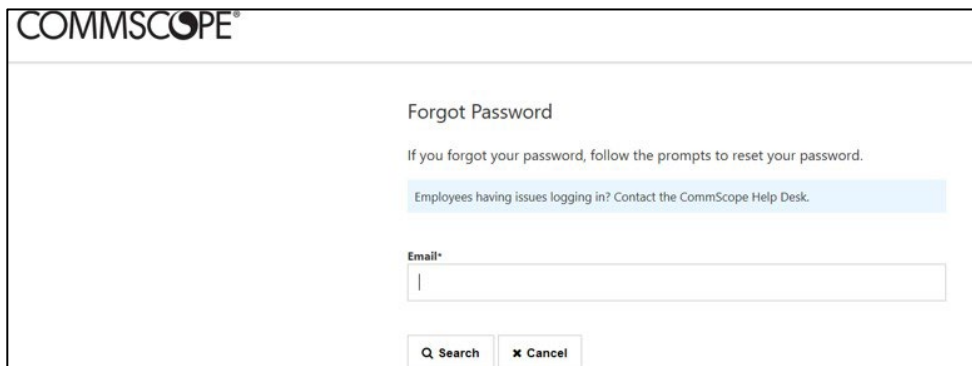 COMMSCOPE®
Forgot Password
If you forgot your password, follow the prompts to reset your password.
Employees having issues logging in? Contact the CommScope Help Desk.
Email*
Search Cancel